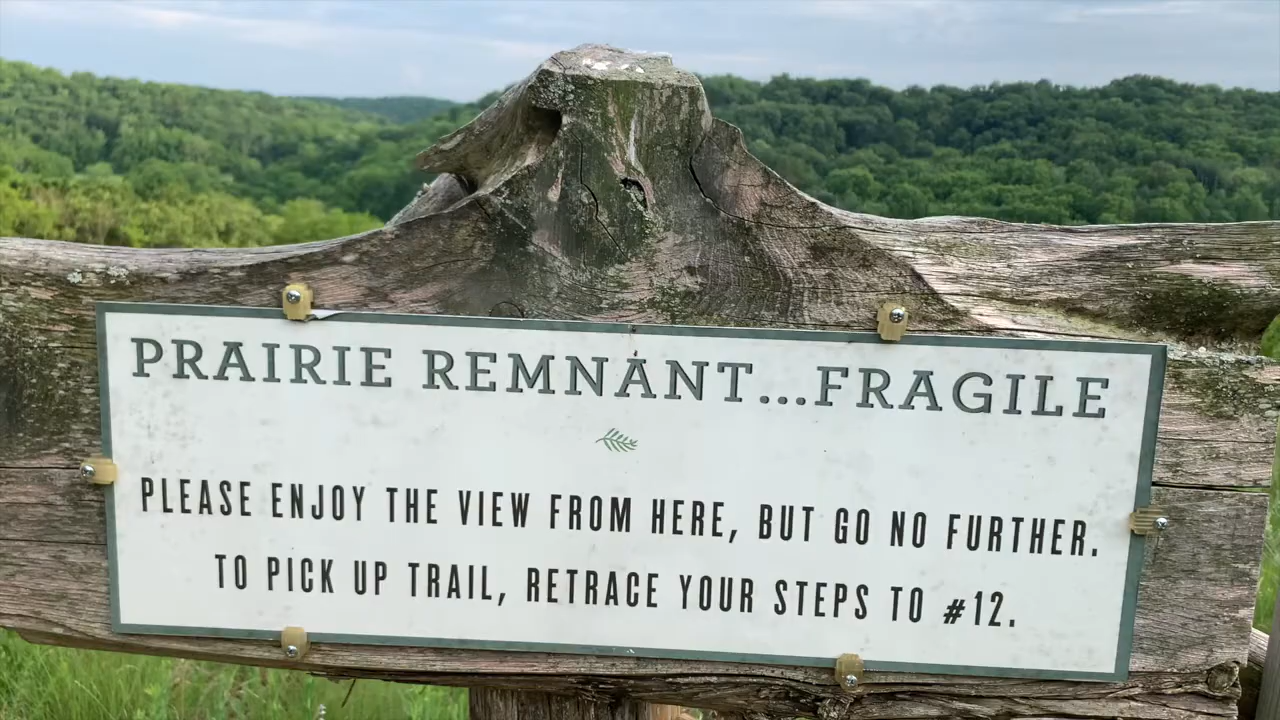 PRAIRIE REMNANT...FRAGILE
PLEASE ENJOY THE VIEW FROM HERE, BUT GO NO FURTHER.
TO PICK UP TRAIL, RETRACE YOUR STEPS TO #12.